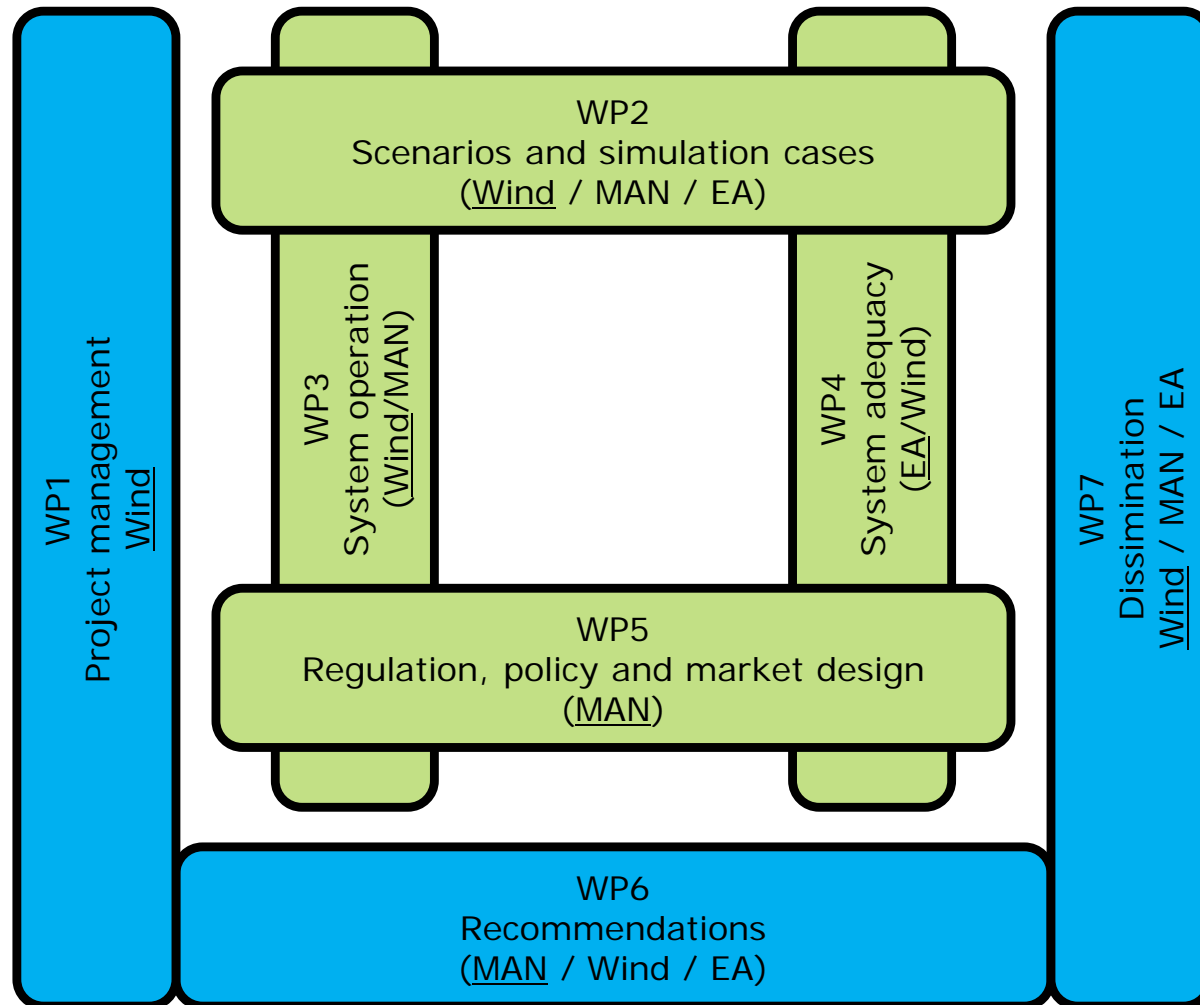 WP1
Project management
Wind
WP2
Scenarios and simulation cases
(Wind / MAN / EA)
WP3
System operation
(Wind/MAN)
WP4
System adequacy
(EA/Wind)
WP5
Regulation, policy and market design
(MAN)
WP6
Recommendations
(MAN / Wind / EA)
WP7
Dissimination
Wind / MAN / EA